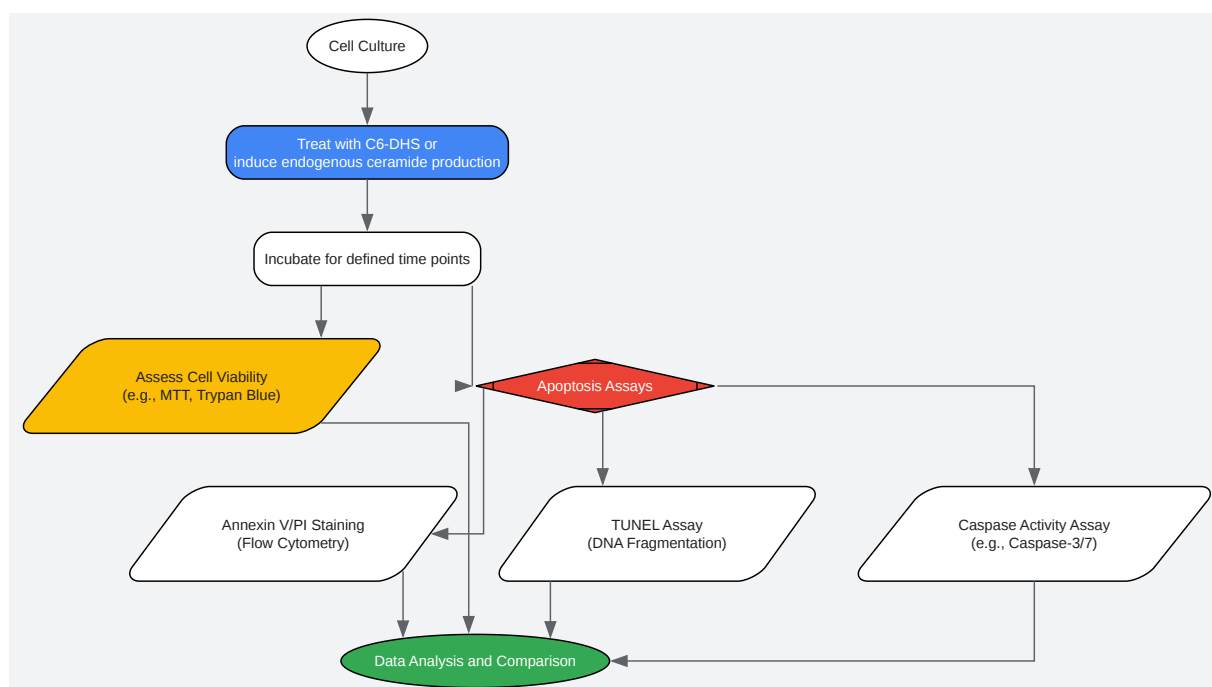 Cell Culture
Treat with C6-DHS or
induce endogenous ceramide production
Incubate for defined time points
Assess Cell Viability
(e.g., MTT, Trypan Blue)
Apoptosis Assays
Annexin V/PI Staining
(Flow Cytometry)
TUNEL Assay
(DNA Fragmentation)
Caspase Activity Assay
(e.g., Caspase-3/7)
Data Analysis and Comparison